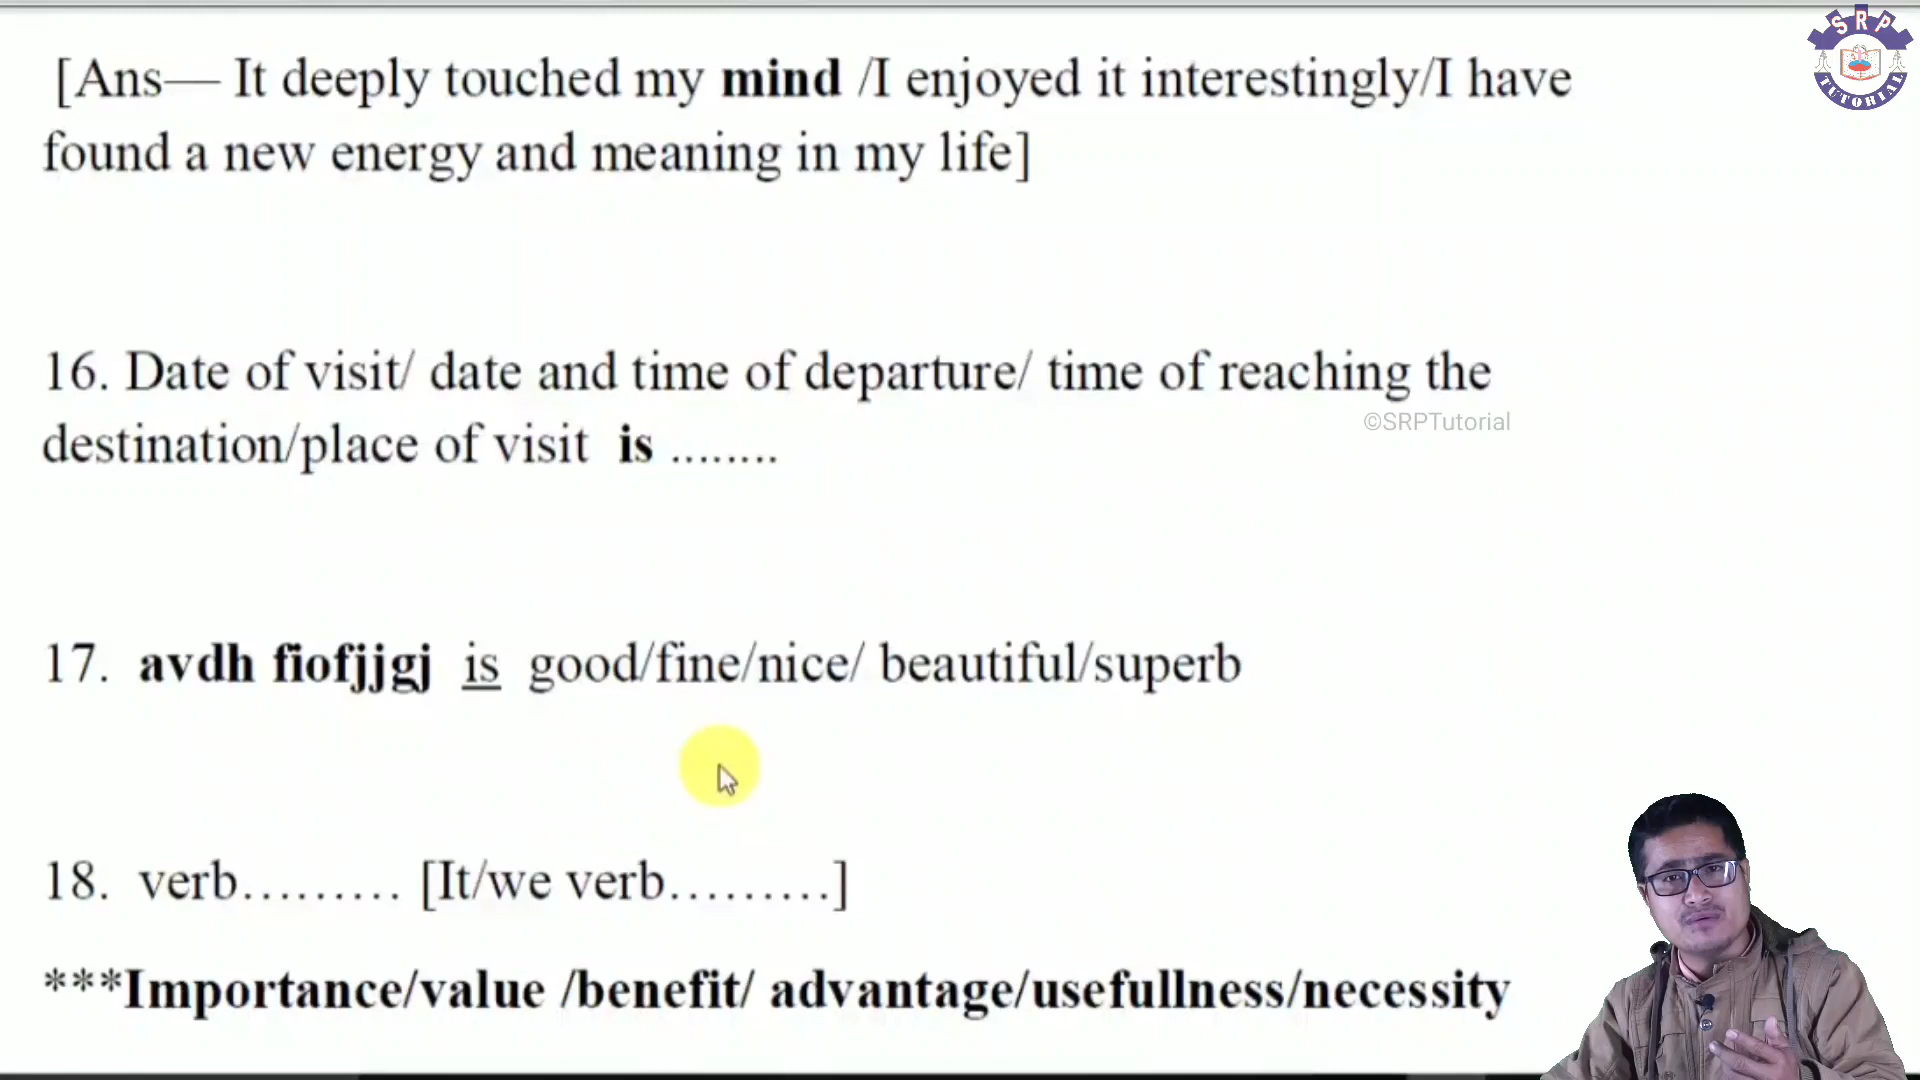 [Ans— It deeply touched my mind /I enjoyed it interestingly/I have
found a new energy and meaning in my life]
16. Date of visit/ date and time of departure/ time of reaching the
destination/place of visit is ........
©SRPTutorial
17. avdh fiofjjgj is good/fine/nice/ beautiful/superb
18. verb......... [It/we verb.........]
***Importance/value /benefit/ advantage/usefullness/necessity
SRP
TUTORIAL